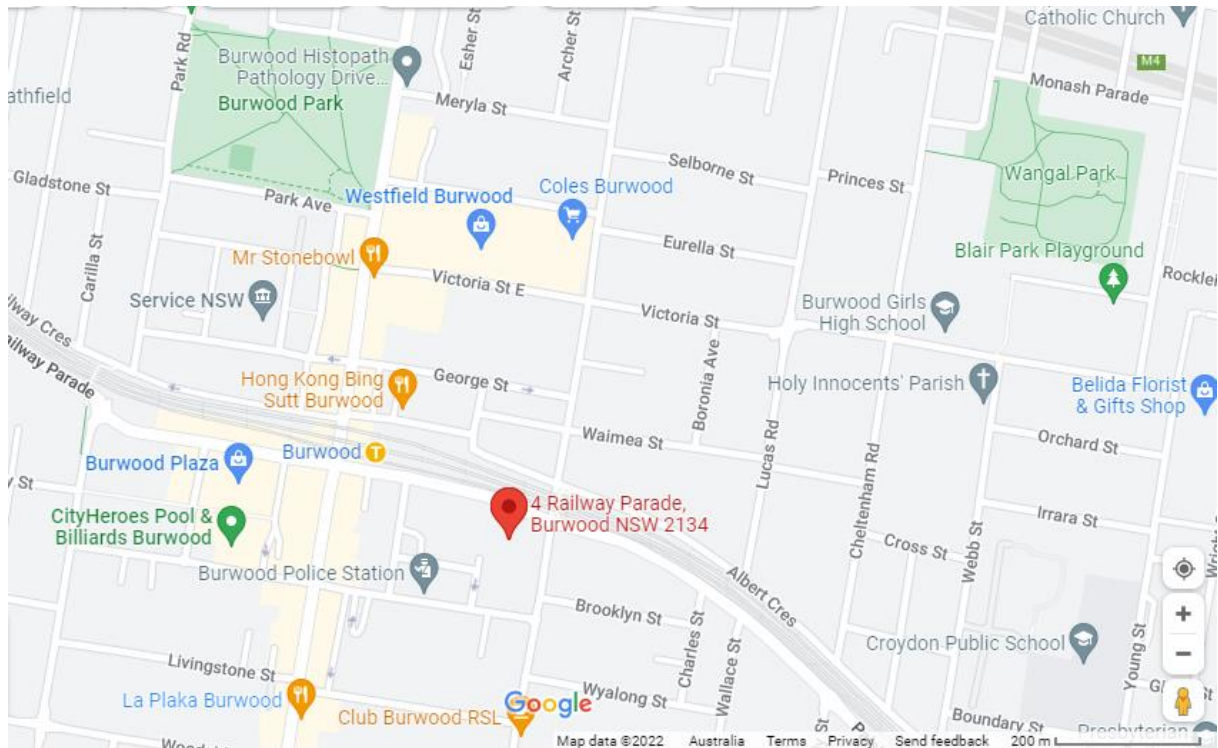 Catholic Church
M4
Park Rd
Burwood Histopath
Pathology Drive...
Esher St
Archer St
Monash Parade
athfield
Burwood Park
Meryla St
Selborne St
Princes St
Wangal Park
Gladstone St
Park Ave
Westfield Burwood
Coles Burwood
Carilla St
Mr Stonebowl
Eurella St
Blair Park Playground
Rocklei
Service NSW
Victoria St E
Victoria St
Burwood Girls
High School
ilway Cres
ailway Parade
Hong Kong Bing
Sutt Burwood
George St
Boronia Ave
Holy Innocents' Parish
Belida Florist
& Gifts Shop
Waimea St
Lucas Rd
Orchard St
Burwood
T
Burwood Plaza
y St
4 Railway Parade,
Burwood NSW 2134
Cheltenham Rd
CityHeroes Pool &
Billiards Burwood
Irrara St
Cross St
Webb St
Wright S
Burwood Police Station
Albert Cres
Brooklyn St
Charles St
Wallace St
Croydon Public School
Young St
Livingstone St
La Plaka Burwood
Wyalong St
Google
Club Burwood RSL
Boundary St
Presbyterian
Map data ©2022 Australia Terms Privacy Send feedback 200 m